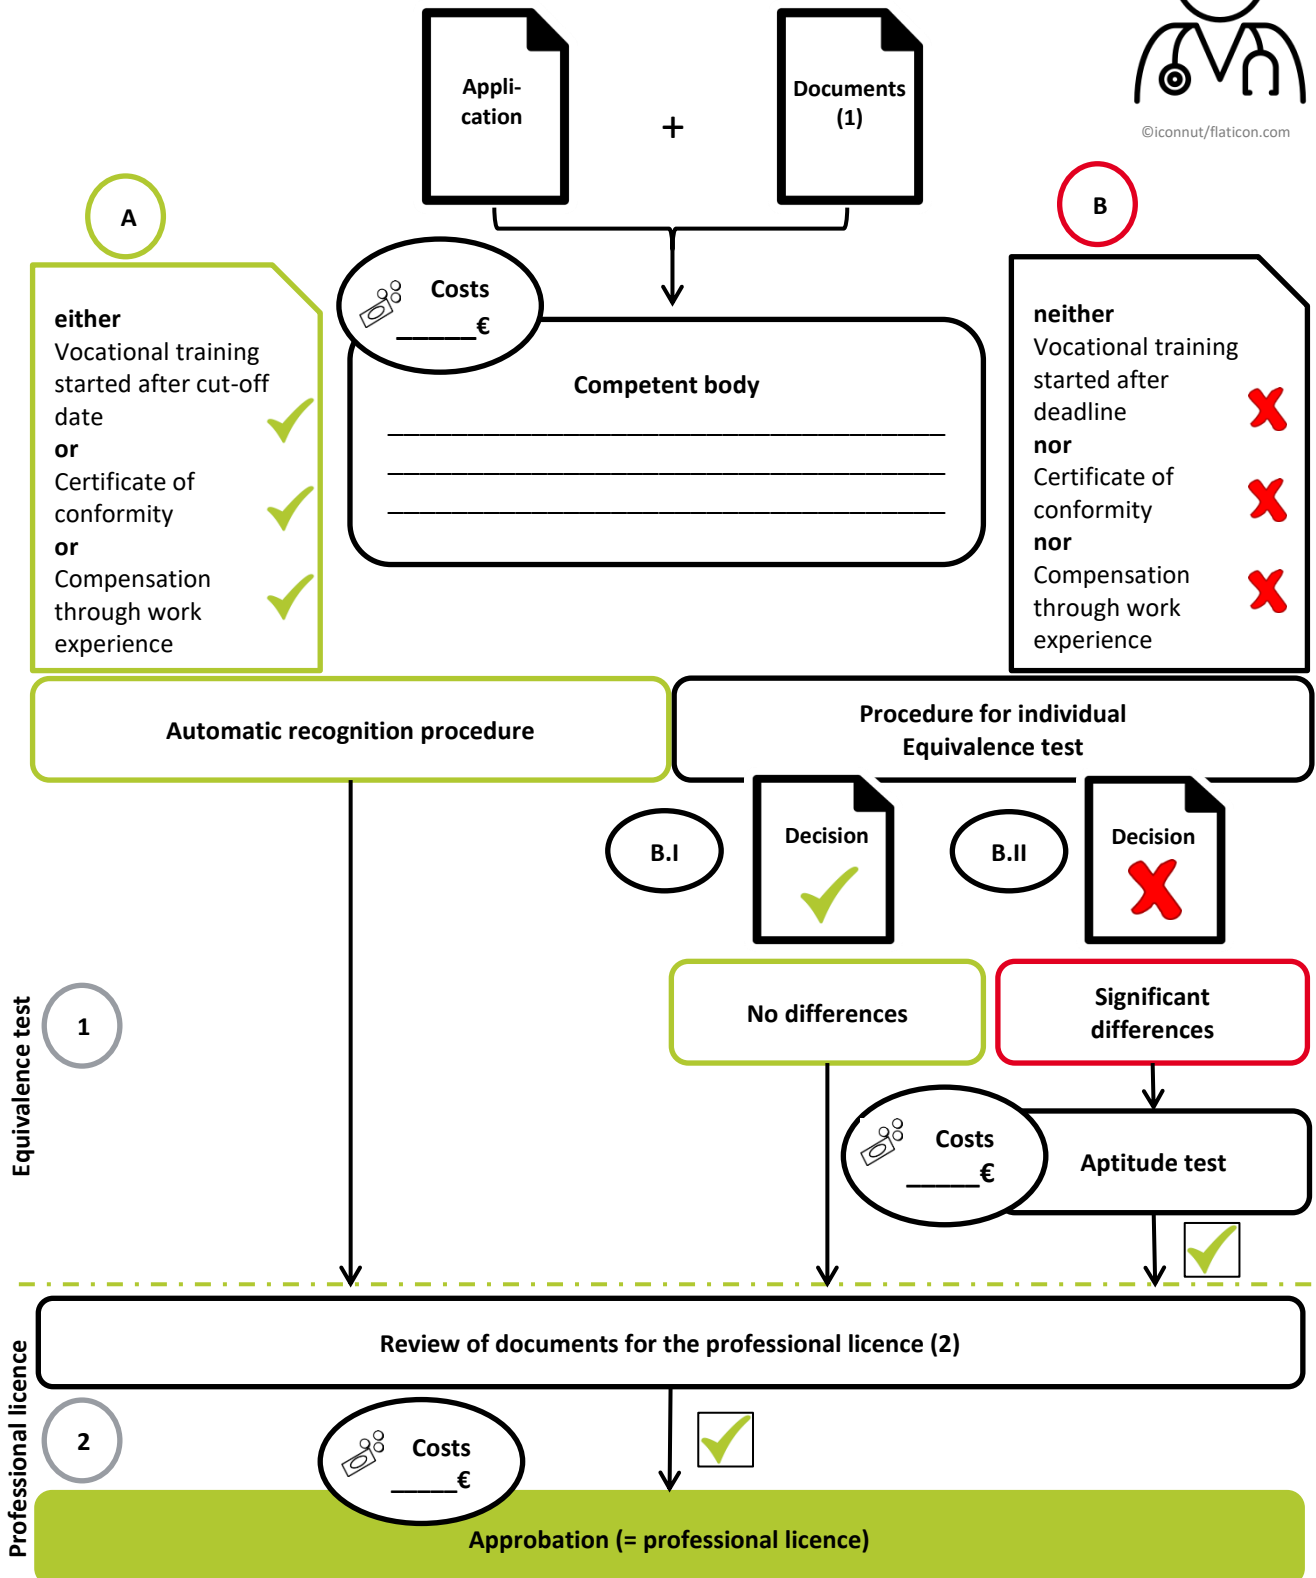 Appli-
cation
+
Documents
(1)
©iconnut/flaticon.com
A
B
either
Vocational training
started after cut-off
date
or
Certificate of
conformity
or
Compensation
through work
experience
Costs
______€
Competent body
neither
Vocational training
started after
deadline
nor
Certificate of
conformity
nor
Compensation
through work
experience
Automatic recognition procedure
Procedure for individual
Equivalence test
B.I
Decision
B.II
Decision
Equivalence test
1
No differences
Significant
differences
Costs
______€
Aptitude test
Review of documents for the professional licence (2)
Professional licence
2
Costs
______€
Approbation (= professional licence)